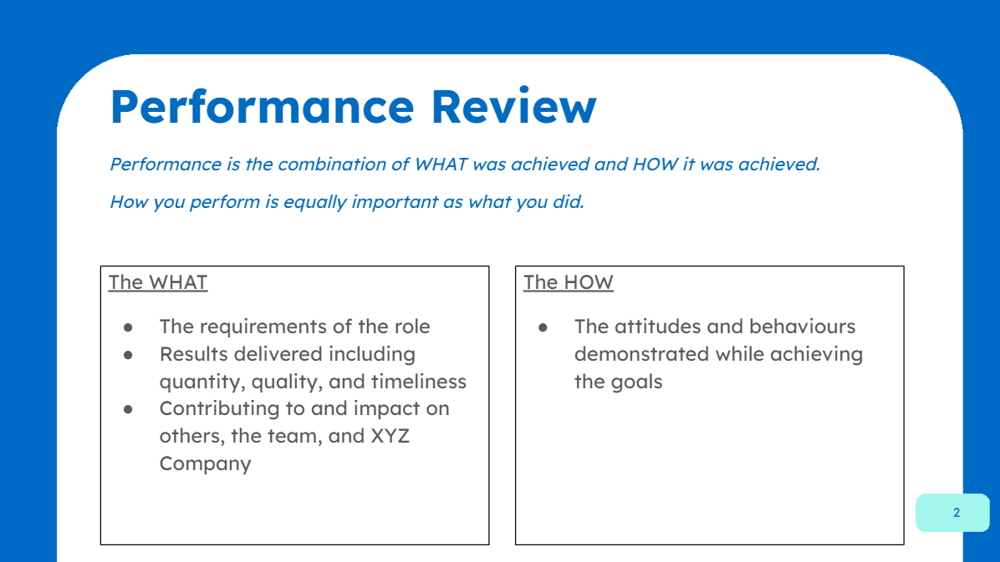 Performance Review
Performance is the combination of WHAT was achieved and HOW it was achieved.
How you perform is equally important as what you did.
The WHAT
● The requirements of the role
● Results delivered including
quantity, quality, and timeliness
● Contributing to and impact on
others, the team, and XYZ
Company
The HOW
● The attitudes and behaviours
demonstrated while achieving
the goals
2